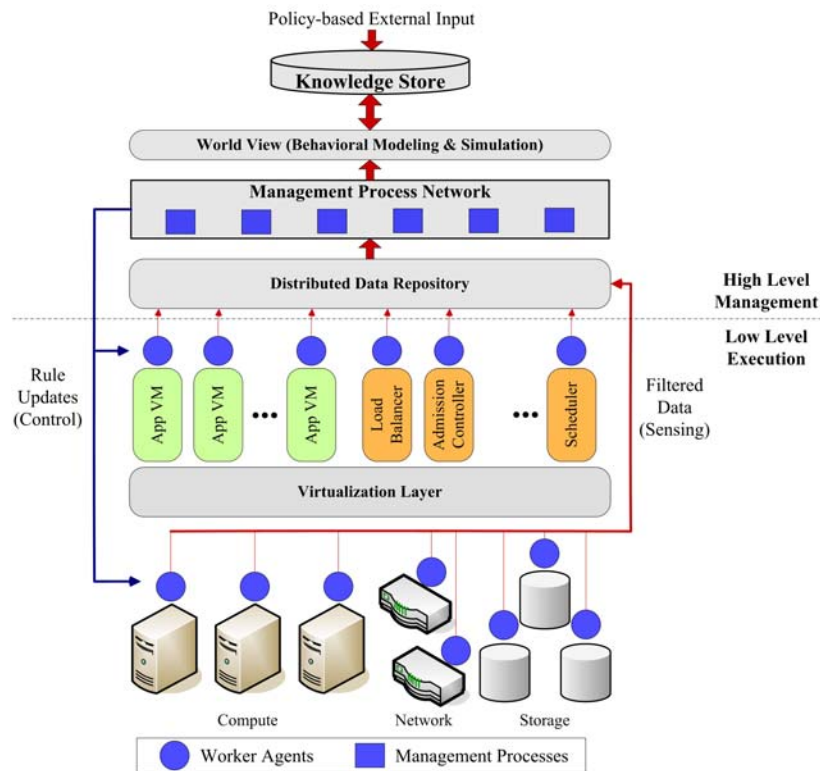 Policy-based External Input
Knowledge Store
World View (Behavioral Modeling & Simulation)
Management Process Network
Distributed Data Repository
High Level
Management
Low Level
Execution
Rule
Updates
(Control)
App VM
App VM
...
App VM
Load
Balancer
Admission
Controller
...
Scheduler
Filtered
Data
(Sensing)
Virtualization Layer
Compute
Network
Storage
Worker Agents
Management Processes